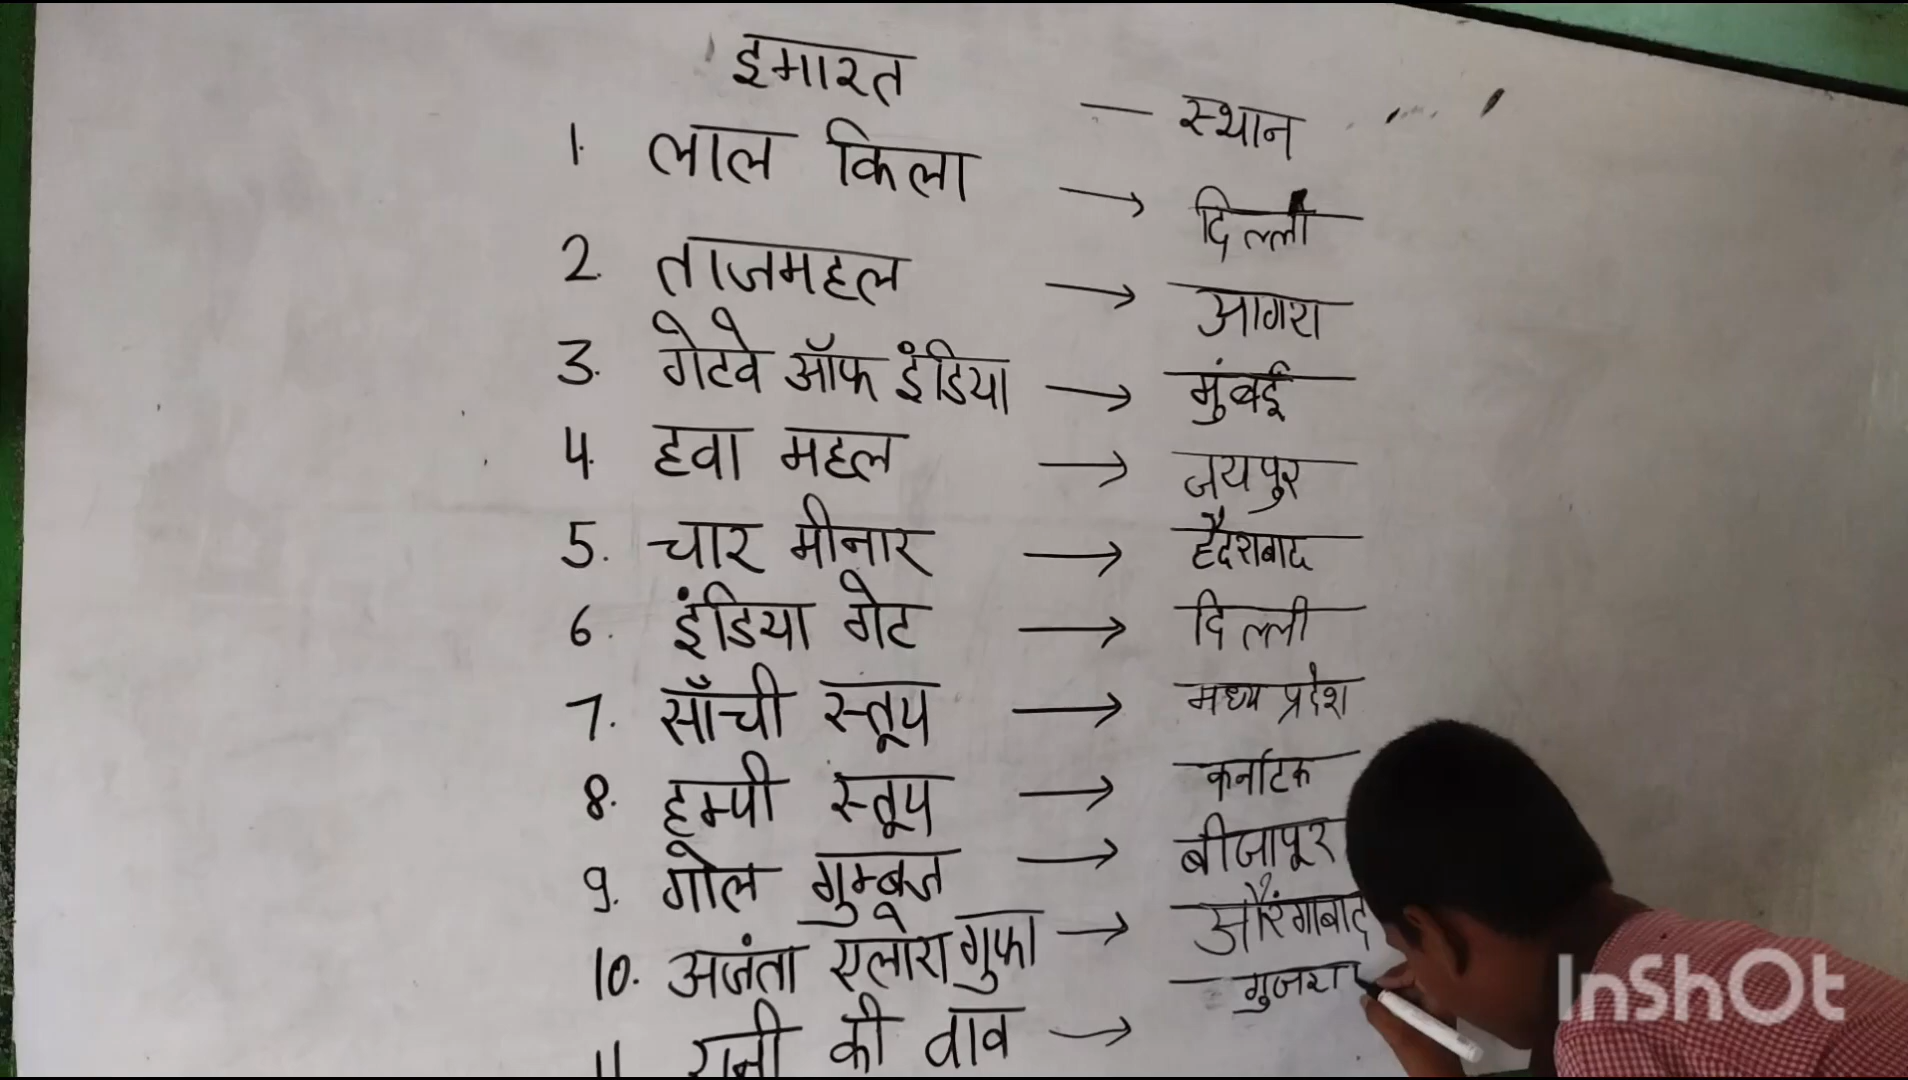 इमारत — स्थान
1. लाल किला → दिल्ली
2. ताजमहल → आगरा
3. गेटवे ऑफ इंडिया → मुंबई
4. हवा महल → जयपुर
5. चार मीनार → हैदराबाद
6. इंडिया गेट → दिल्ली
7. साँची स्तूप → मध्य प्रदेश
8. हम्पी स्तूप → कर्नाटक
9. गोल गुम्बज → बीजापूर
10. अजंता एलोरा गुफा → औरंगाबाद
11 रानी की वाव → गुजरा
InShOt